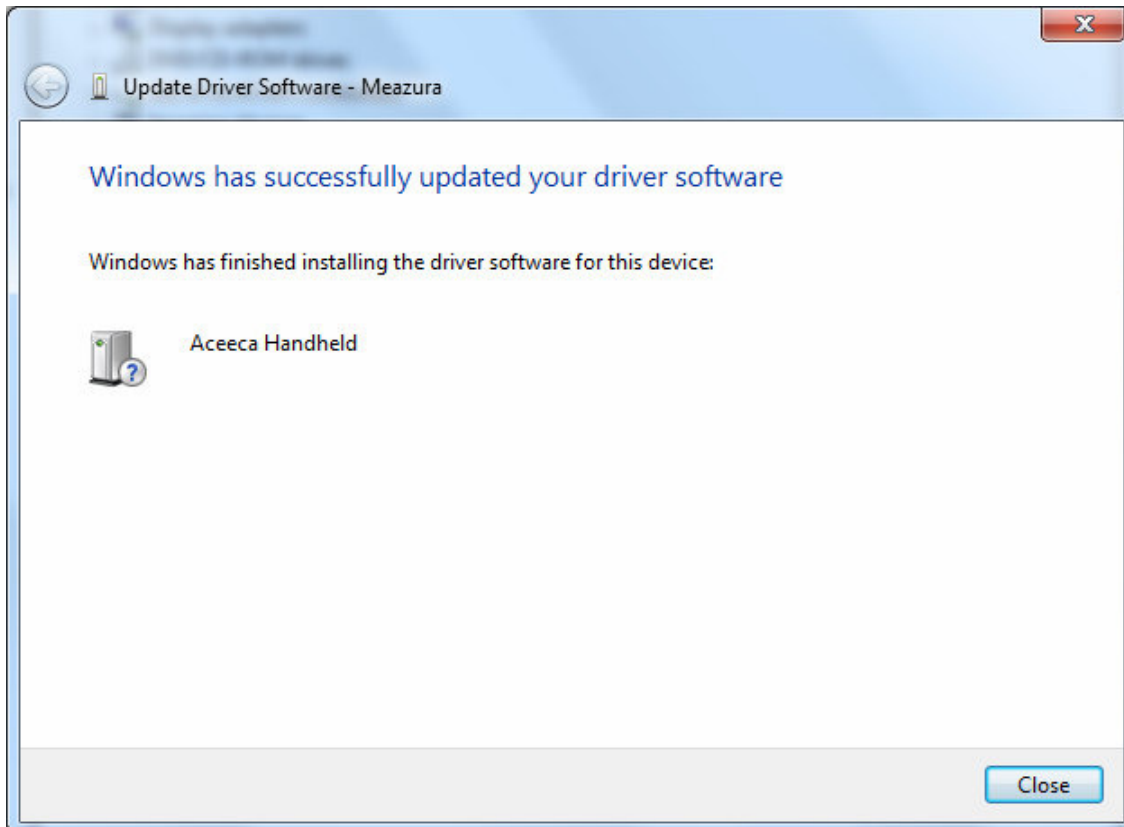 Update Driver Software - Meazura
Windows has successfully updated your driver software
Windows has finished installing the driver software for this device:
Aceeca Handheld
Close